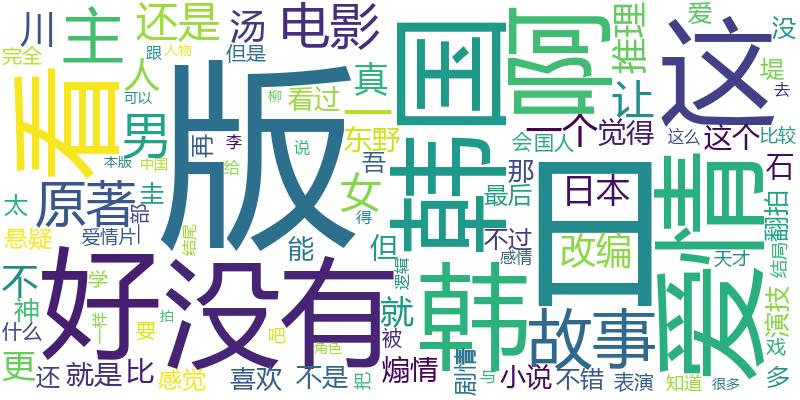 川
主
还是
汤
电影
韩国
啊
推理
这
爱
没
完全
跟
人物
但是
看
人
版
柳
看过
真
一
让
堤
去
可以
男
再
李
东野
一个
觉得
会
国人
这么
这个
比较
本版
中国
给
说
吾
那
日
日本
石
爱情
太
原著
一部
圭
女
得
最后
翻拍
悬疑
爱情片
结尾
能
但
不过
感情
改编
天才
结局
不
好
没有
逻辑
韩
神
学
一样
就
故事
演技
什么
要
拍
吧
被
戏
更
角色
还
就是
比
感觉
喜欢
不是
把
煽情
剧情
与
小说
不错
表演
知道
很多
多